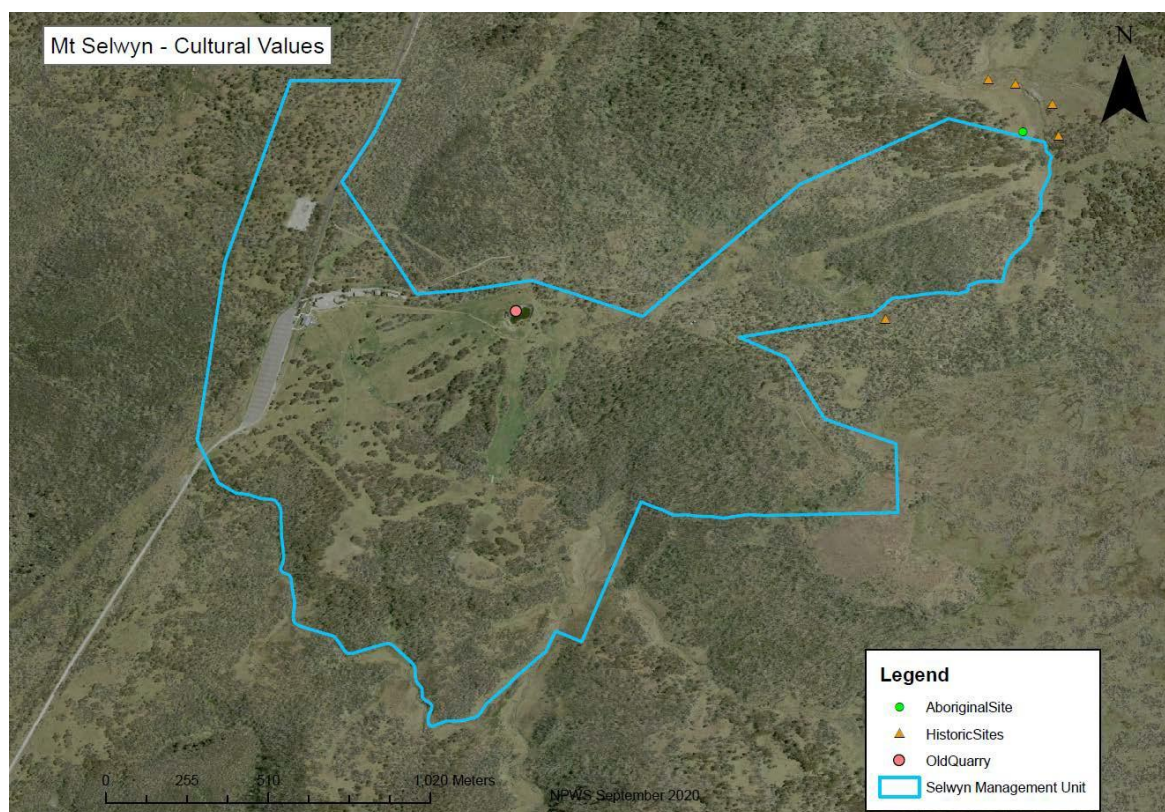 Mt Selwyn - Cultural Values
N
Legend
AboriginalSite
HistoricSites
OldQuarry
Selwyn Management Unit
0 255 510 1,020 Meters
NPWS September 2020